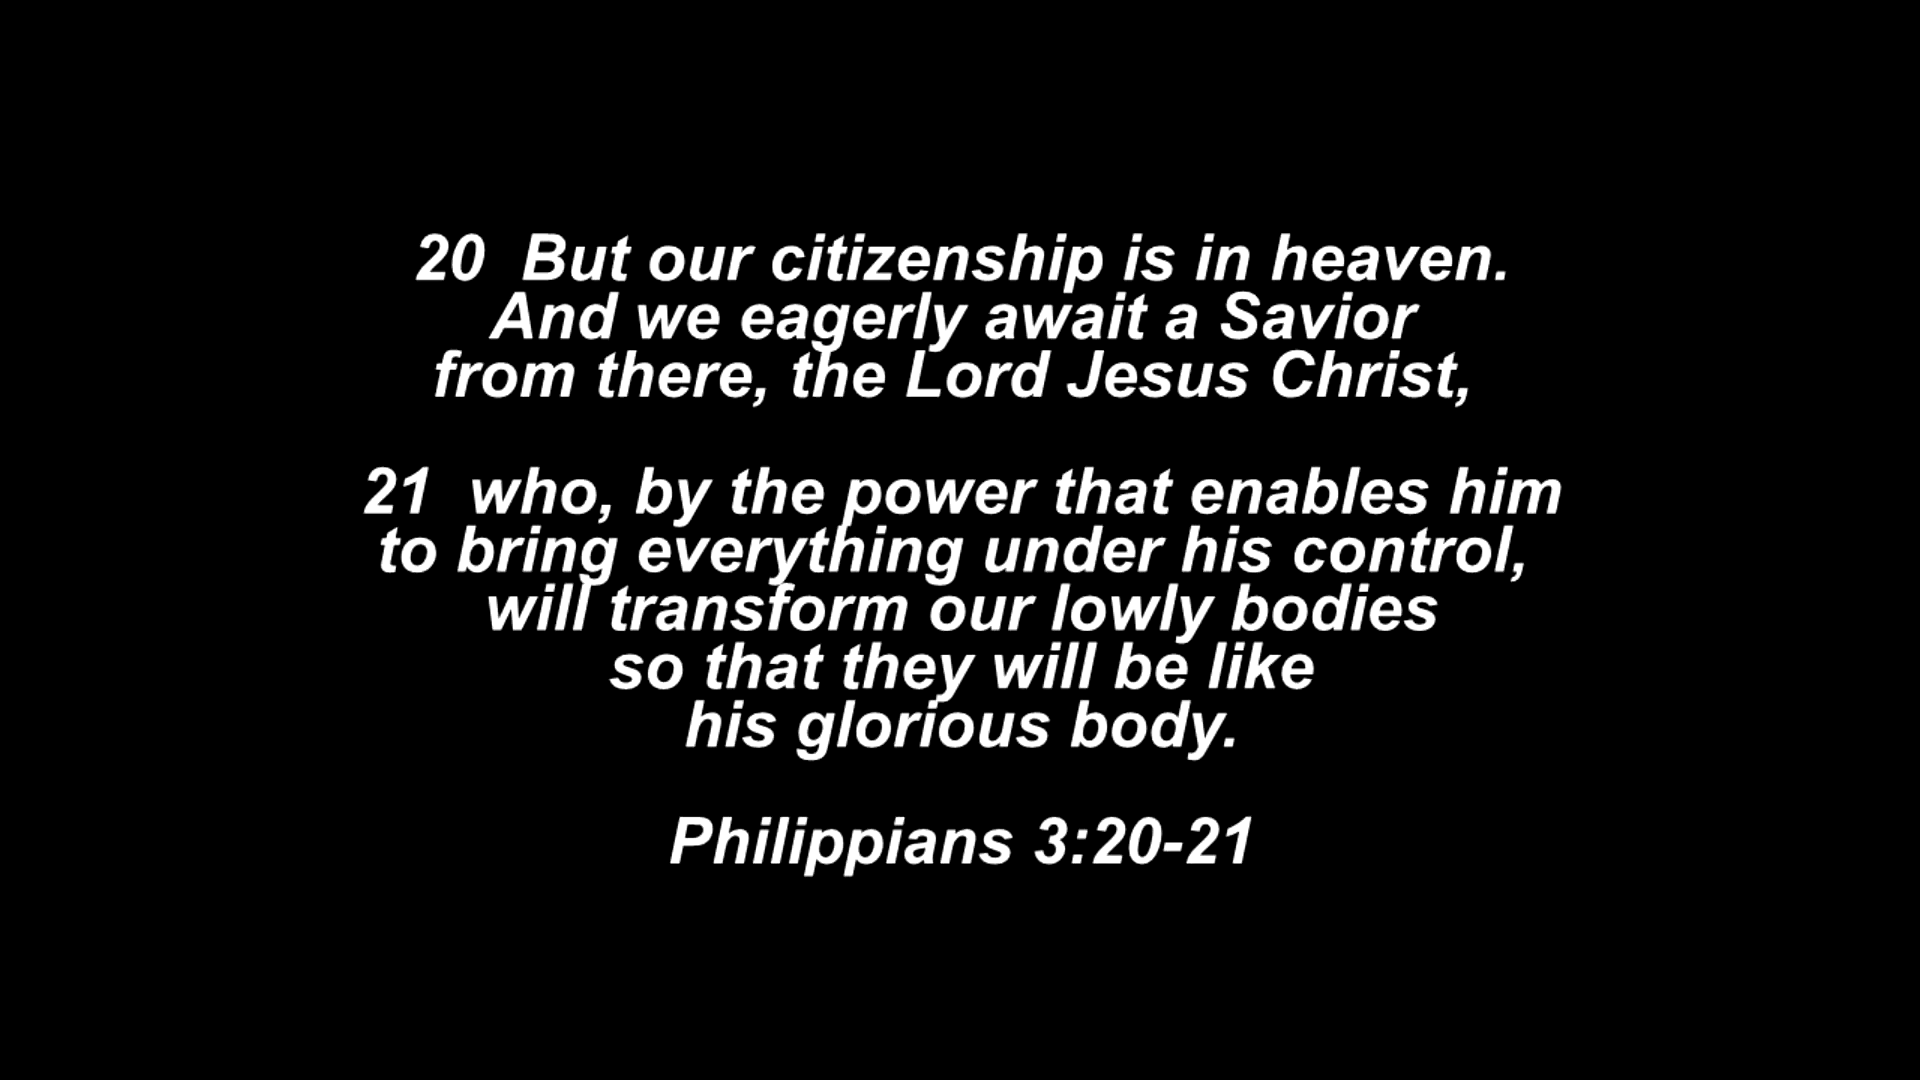 20  But our citizenship is in heaven.
And we eagerly await a Savior
from there, the Lord Jesus Christ,
21  who, by the power that enables him
to bring everything under his control,
will transform our lowly bodies
so that they will be like
his glorious body.
Philippians 3:20-21